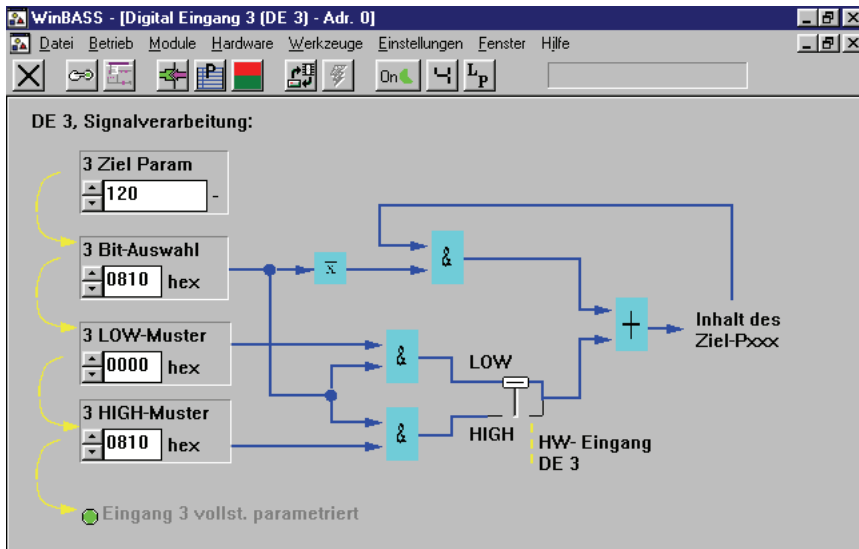 WinBASS - [Digital Eingang 3 (DE 3) - Adr. 0]
Datei Betrieb Module Hardware Werkzeuge Einstellungen Fenster Hilfe
P On LP
DE 3, Signalverarbeitung:
3 Ziel Param
120 -
3 Bit-Auswahl
0810 hex
x̅
&
3 LOW-Muster
0000 hex
&
LOW
+
Inhalt des
Ziel-Pxxx
3 HIGH-Muster
0810 hex
&
HIGH
HW- Eingang
DE 3
Eingang 3 vollst. parametriert